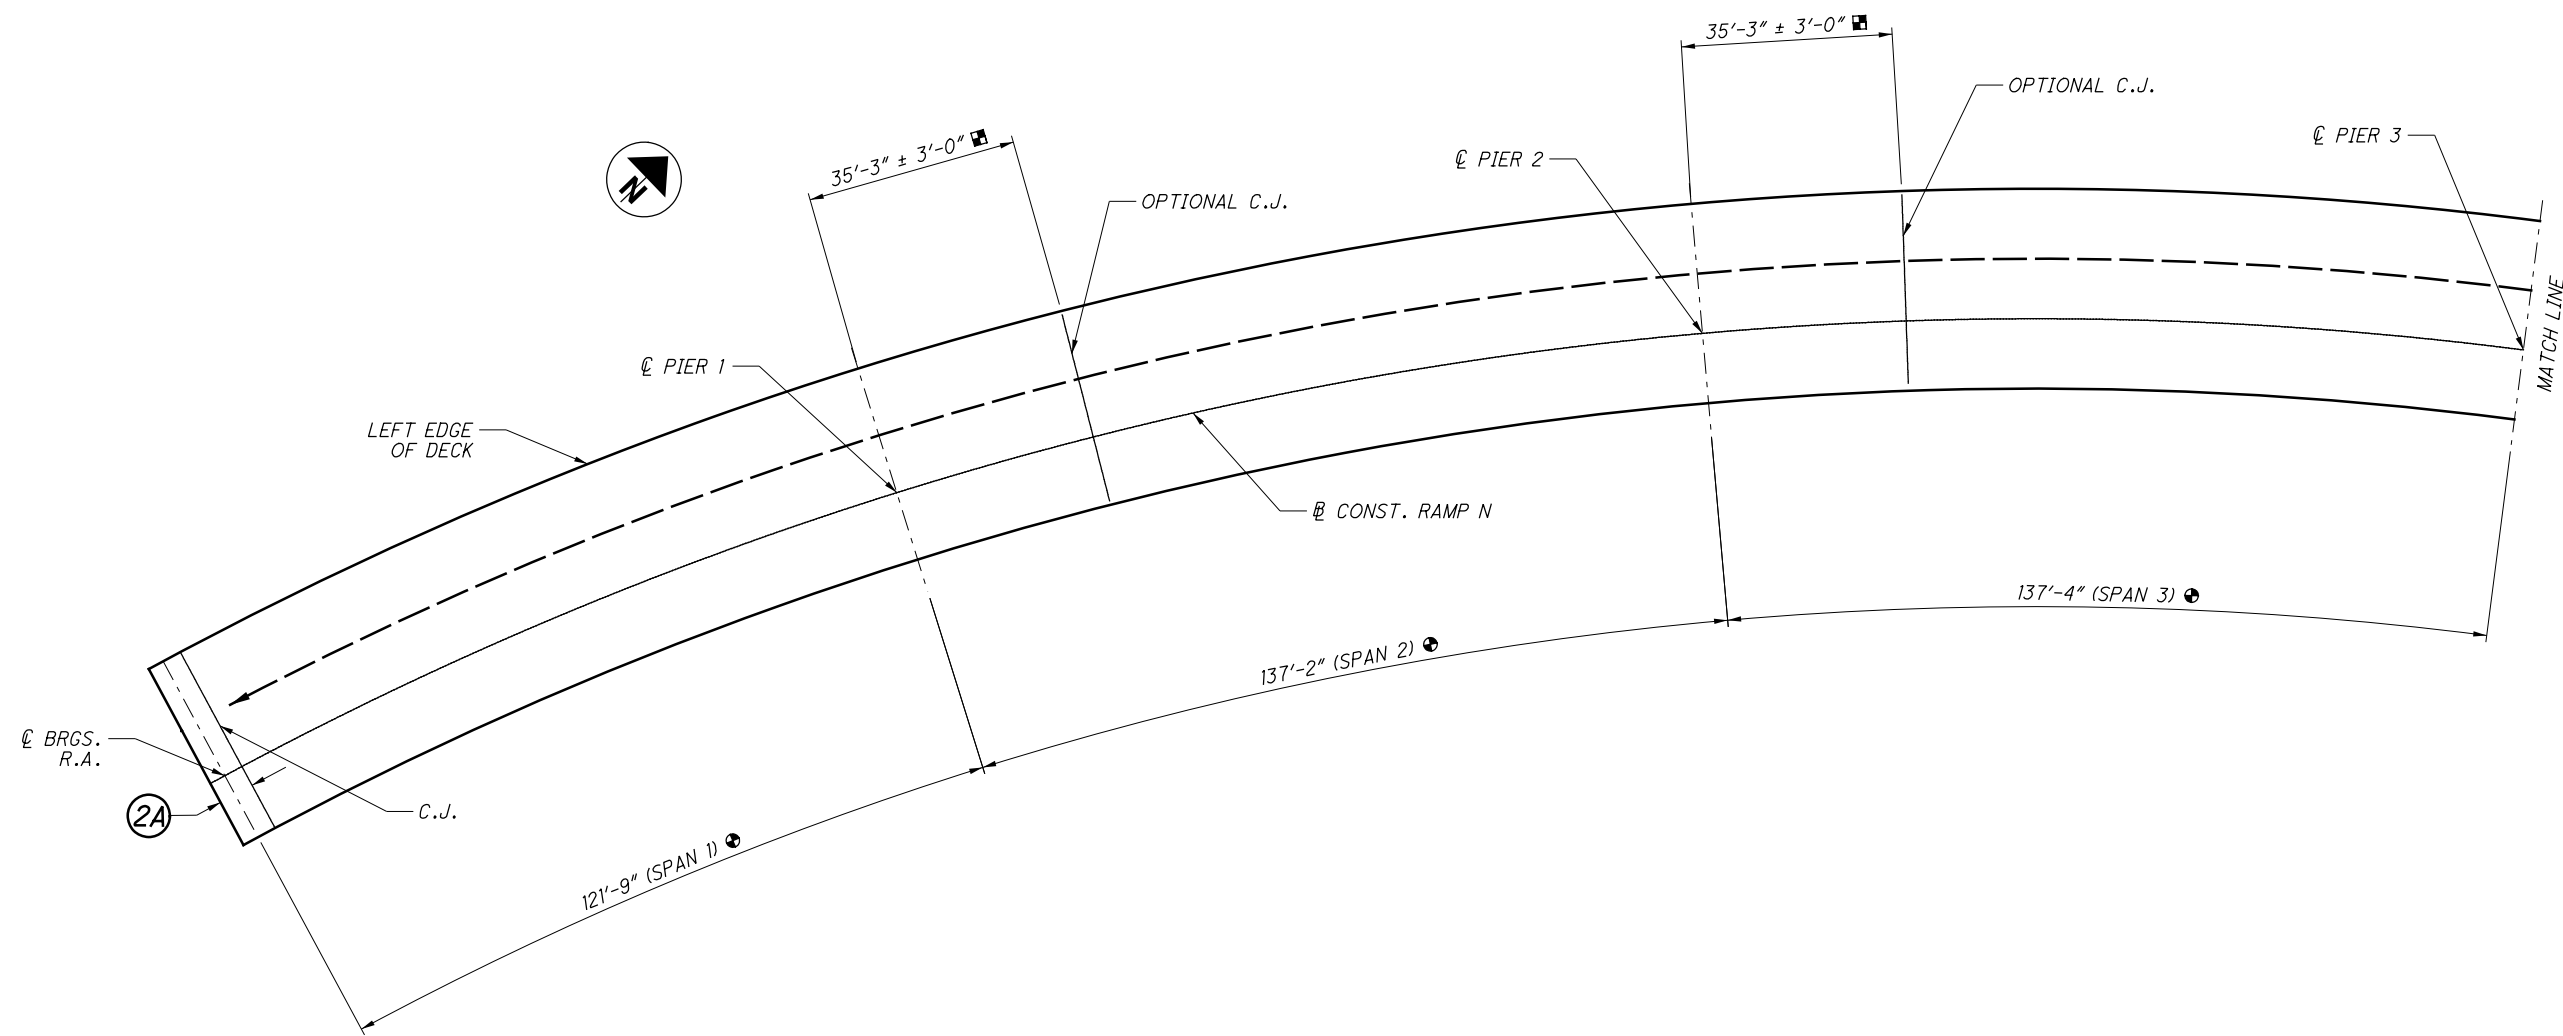 35'-3" ± 3'-0"
OPTIONAL C.J.
35'-3" ± 3'-0"
℄ PIER 3
℄ PIER 2
N
OPTIONAL C.J.
MATCH LINE
℄ PIER 1
LEFT EDGE
OF DECK
⅊ CONST. RAMP N
137'-4" (SPAN 3)
137'-2" (SPAN 2)
℄ BRGS.
R.A.
2A
C.J.
121'-9" (SPAN 1)